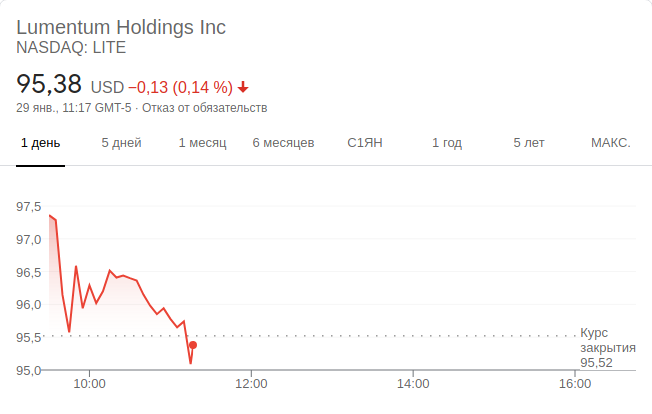 Lumentum Holdings Inc
NASDAQ: LITE
95,38 USD −0,13 (0,14 %)
29 янв., 11:17 GMT-5 · Отказ от обязательств
1 день 5 дней 1 месяц 6 месяцев С1ЯН 1 год 5 лет МАКС.
97,5
97,0
96,5
96,0
95,5
95,0
Курс
закрытия
95,52
10:00 12:00 14:00 16:00